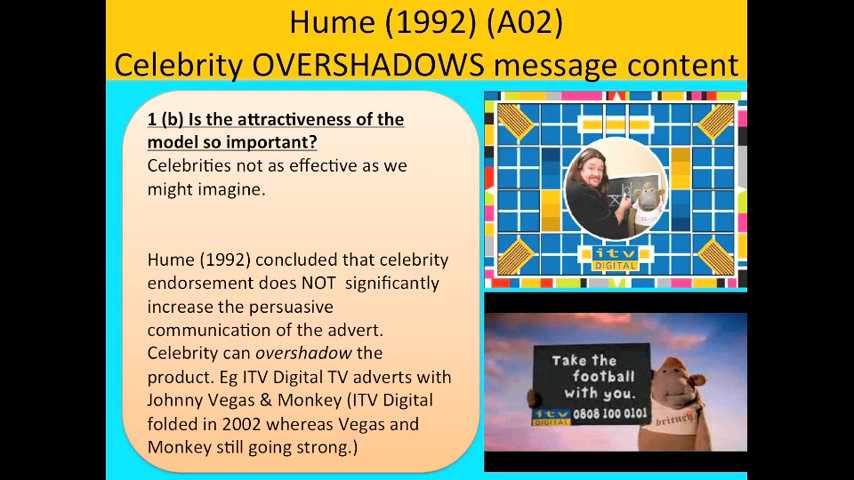 Hume (1992) (A02)
Celebrity OVERSHADOWS message content
1 (b) Is the attractiveness of the
model so important?
Celebrities not as effective as we
might imagine.
Hume (1992) concluded that celebrity
endorsement does NOT significantly
increase the persuasive
communication of the advert.
Celebrity can overshadow the
product. Eg ITV Digital TV adverts with
Johnny Vegas & Monkey (ITV Digital
folded in 2002 whereas Vegas and
Monkey still going strong.)
itv
DIGITAL
Take the
football
with you.
itv
DIGITAL
0808 100 0101